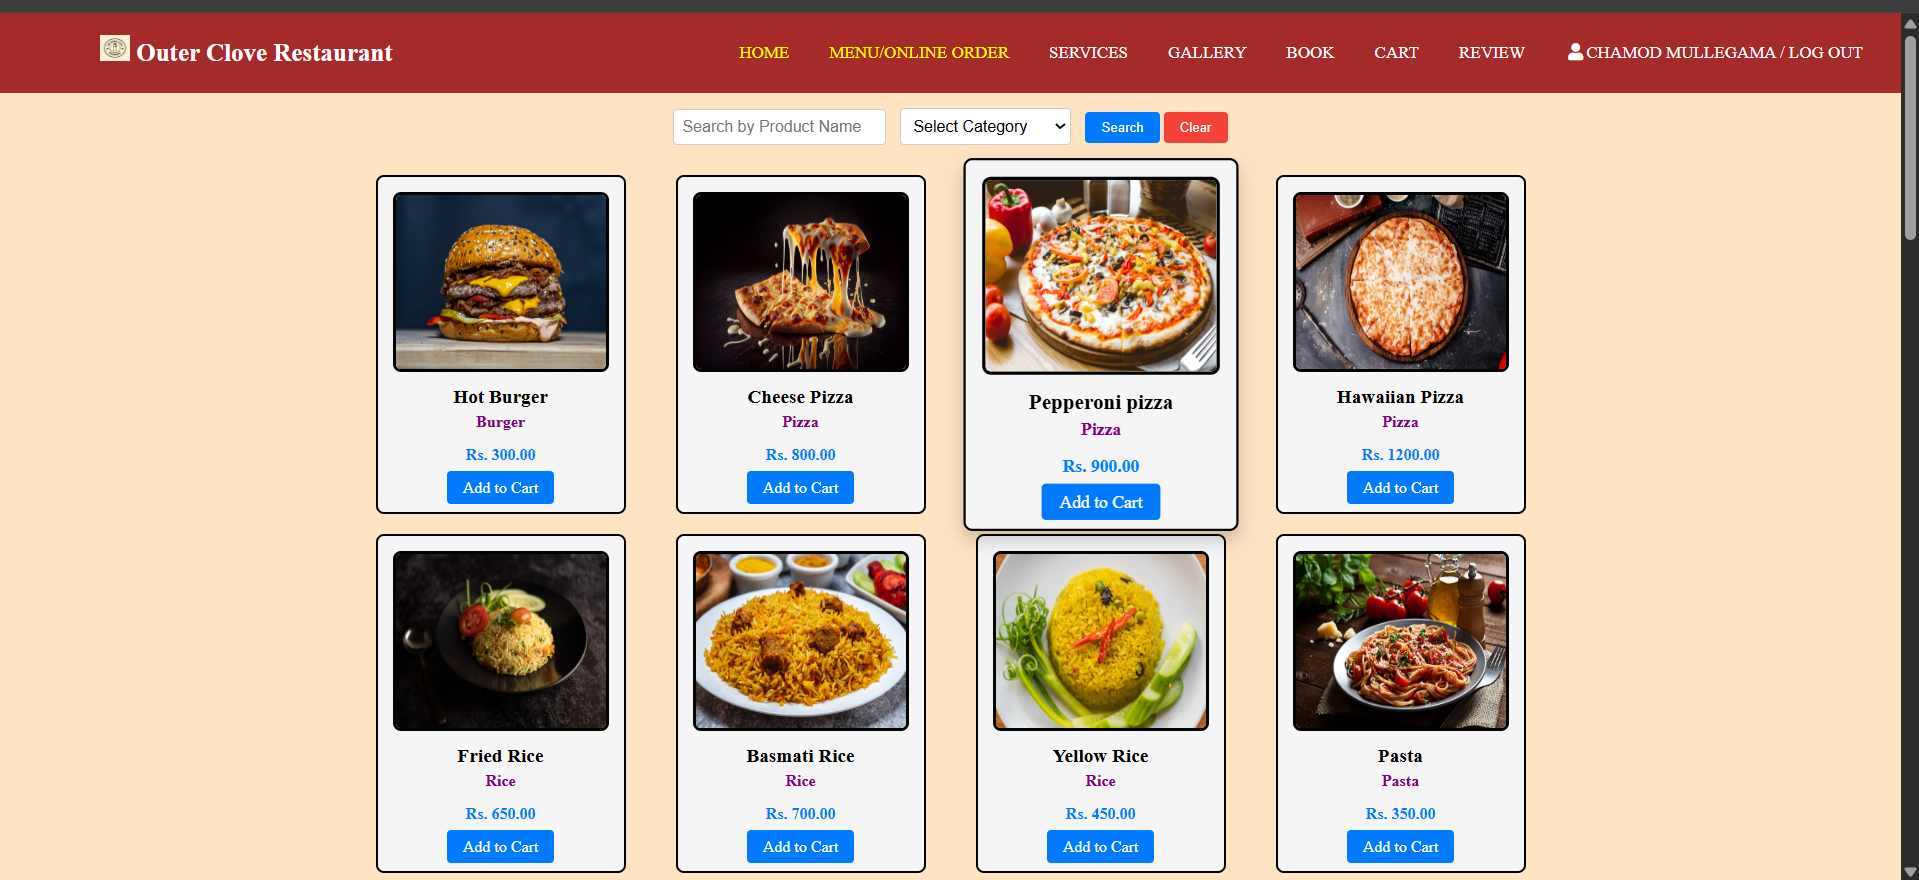 Outer Clove Restaurant
HOME MENU/ONLINE ORDER SERVICES GALLERY BOOK CART REVIEW CHAMOD MULLEGAMA / LOG OUT
Search by Product Name Select Category Search Clear
Hot Burger
Burger
Rs. 300.00
Add to Cart
Cheese Pizza
Pizza
Rs. 800.00
Add to Cart
Pepperoni pizza
Pizza
Rs. 900.00
Add to Cart
Hawaiian Pizza
Pizza
Rs. 1200.00
Add to Cart
Fried Rice
Rice
Rs. 650.00
Add to Cart
Basmati Rice
Rice
Rs. 700.00
Add to Cart
Yellow Rice
Rice
Rs. 450.00
Add to Cart
Pasta
Pasta
Rs. 350.00
Add to Cart